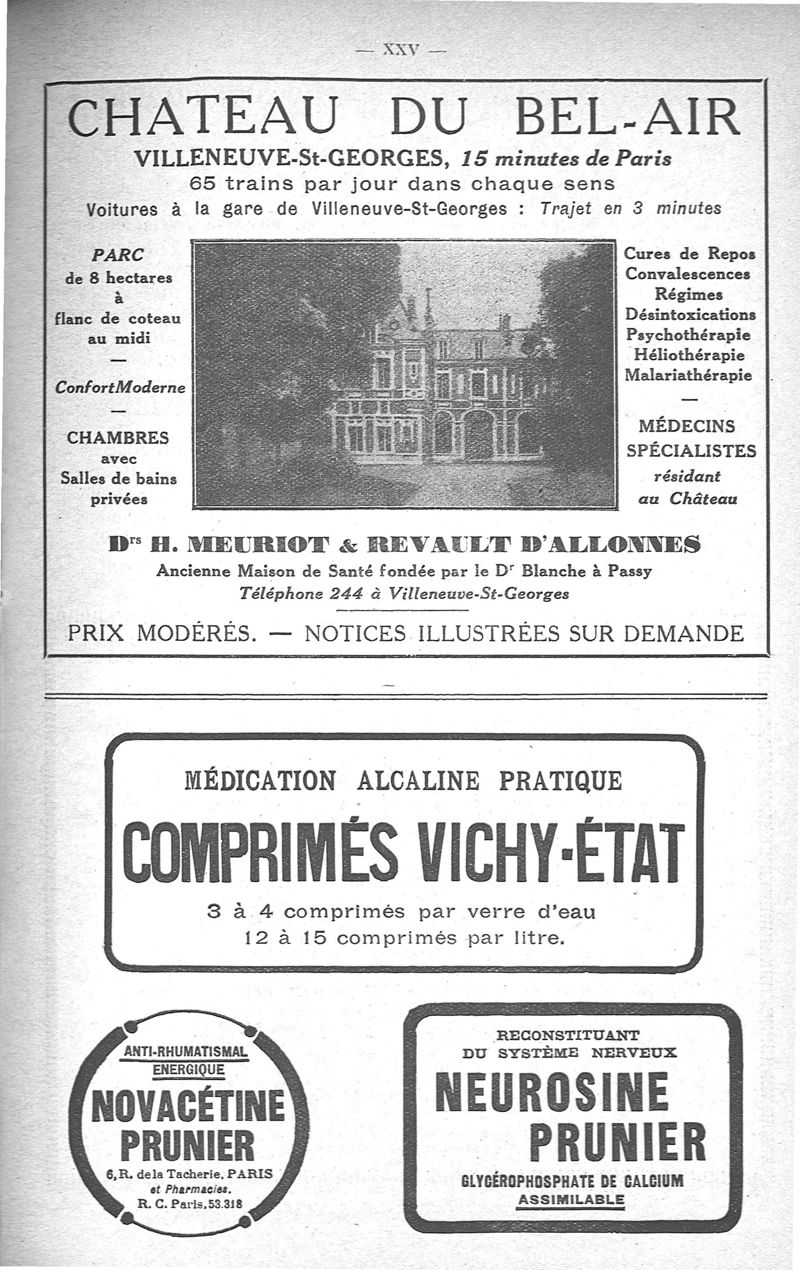 — XXV —
CHATEAU DU BEL-AIR
VILLENEUVE-St-GEORGES, 15 minutes de Paris
65 trains par jour dans chaque sens
Voitures à la gare de Villeneuve-St-Georges : Trajet en 3 minutes
PARC
de 8 hectares
à
flanc de coteau
au midi
—
Confort Moderne
—
CHAMBRES
avec
Salles de bains
privées
Cures de Repos
Convalescences
Régimes
Désintoxications
Psychothérapie
Héliothérapie
Malariathérapie
—
MÉDECINS
SPÉCIALISTES
résidant
au Château
Drs H. MEURIOT & REVAULT D'ALLONNES
Ancienne Maison de Santé fondée par le Dr Blanche à Passy
Téléphone 244 à Villeneuve-St-Georges
PRIX MODÉRÉS. — NOTICES ILLUSTRÉES SUR DEMANDE
MÉDICATION ALCALINE PRATIQUE
COMPRIMÉS VICHY-ÉTAT
3 à 4 comprimés par verre d'eau
12 à 15 comprimés par litre.
ANTI-RHUMATISMAL
ENERGIQUE
NOVACÉTINE
PRUNIER
6, R. de la Tacherie. PARIS
et Pharmacies.
R. C. Paris. 53.318
RECONSTITUANT
DU SYSTÈME NERVEUX
NEUROSINE
PRUNIER
GLYCÉROPHOSPHATE DE CALCIUM
ASSIMILABLE